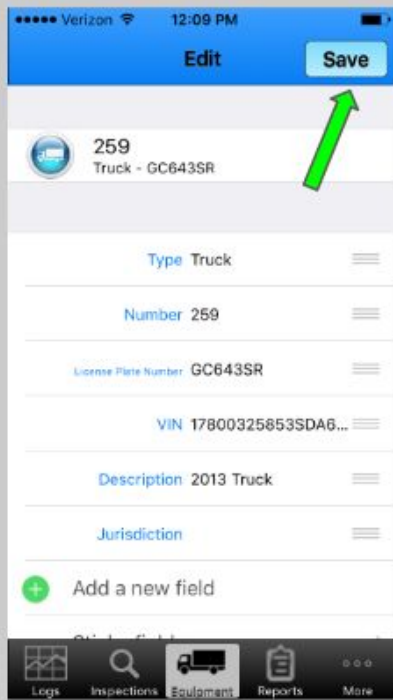 Verizon 12:09 PM
Edit Save
259
Truck - GC643SR
Type Truck
Number 259
License Plate Number GC643SR
VIN 17800325853SDA6...
Description 2013 Truck
Jurisdiction
Add a new field
Logs Inspections Equipment Reports More